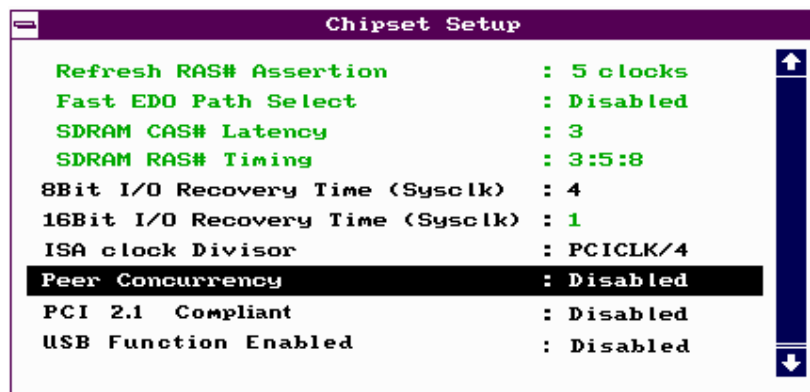 Chipset Setup
Refresh RAS# Assertion : 5 clocks
Fast EDO Path Select : Disabled
SDRAM CAS# Latency : 3
SDRAM RAS# Timing : 3:5:8
8Bit I/O Recovery Time (Sysclk) : 4
16Bit I/O Recovery Time (Sysclk) : 1
ISA clock Divisor : PCICLK/4
Peer Concurrency : Disabled
PCI 2.1 Compliant : Disabled
USB Function Enabled : Disabled